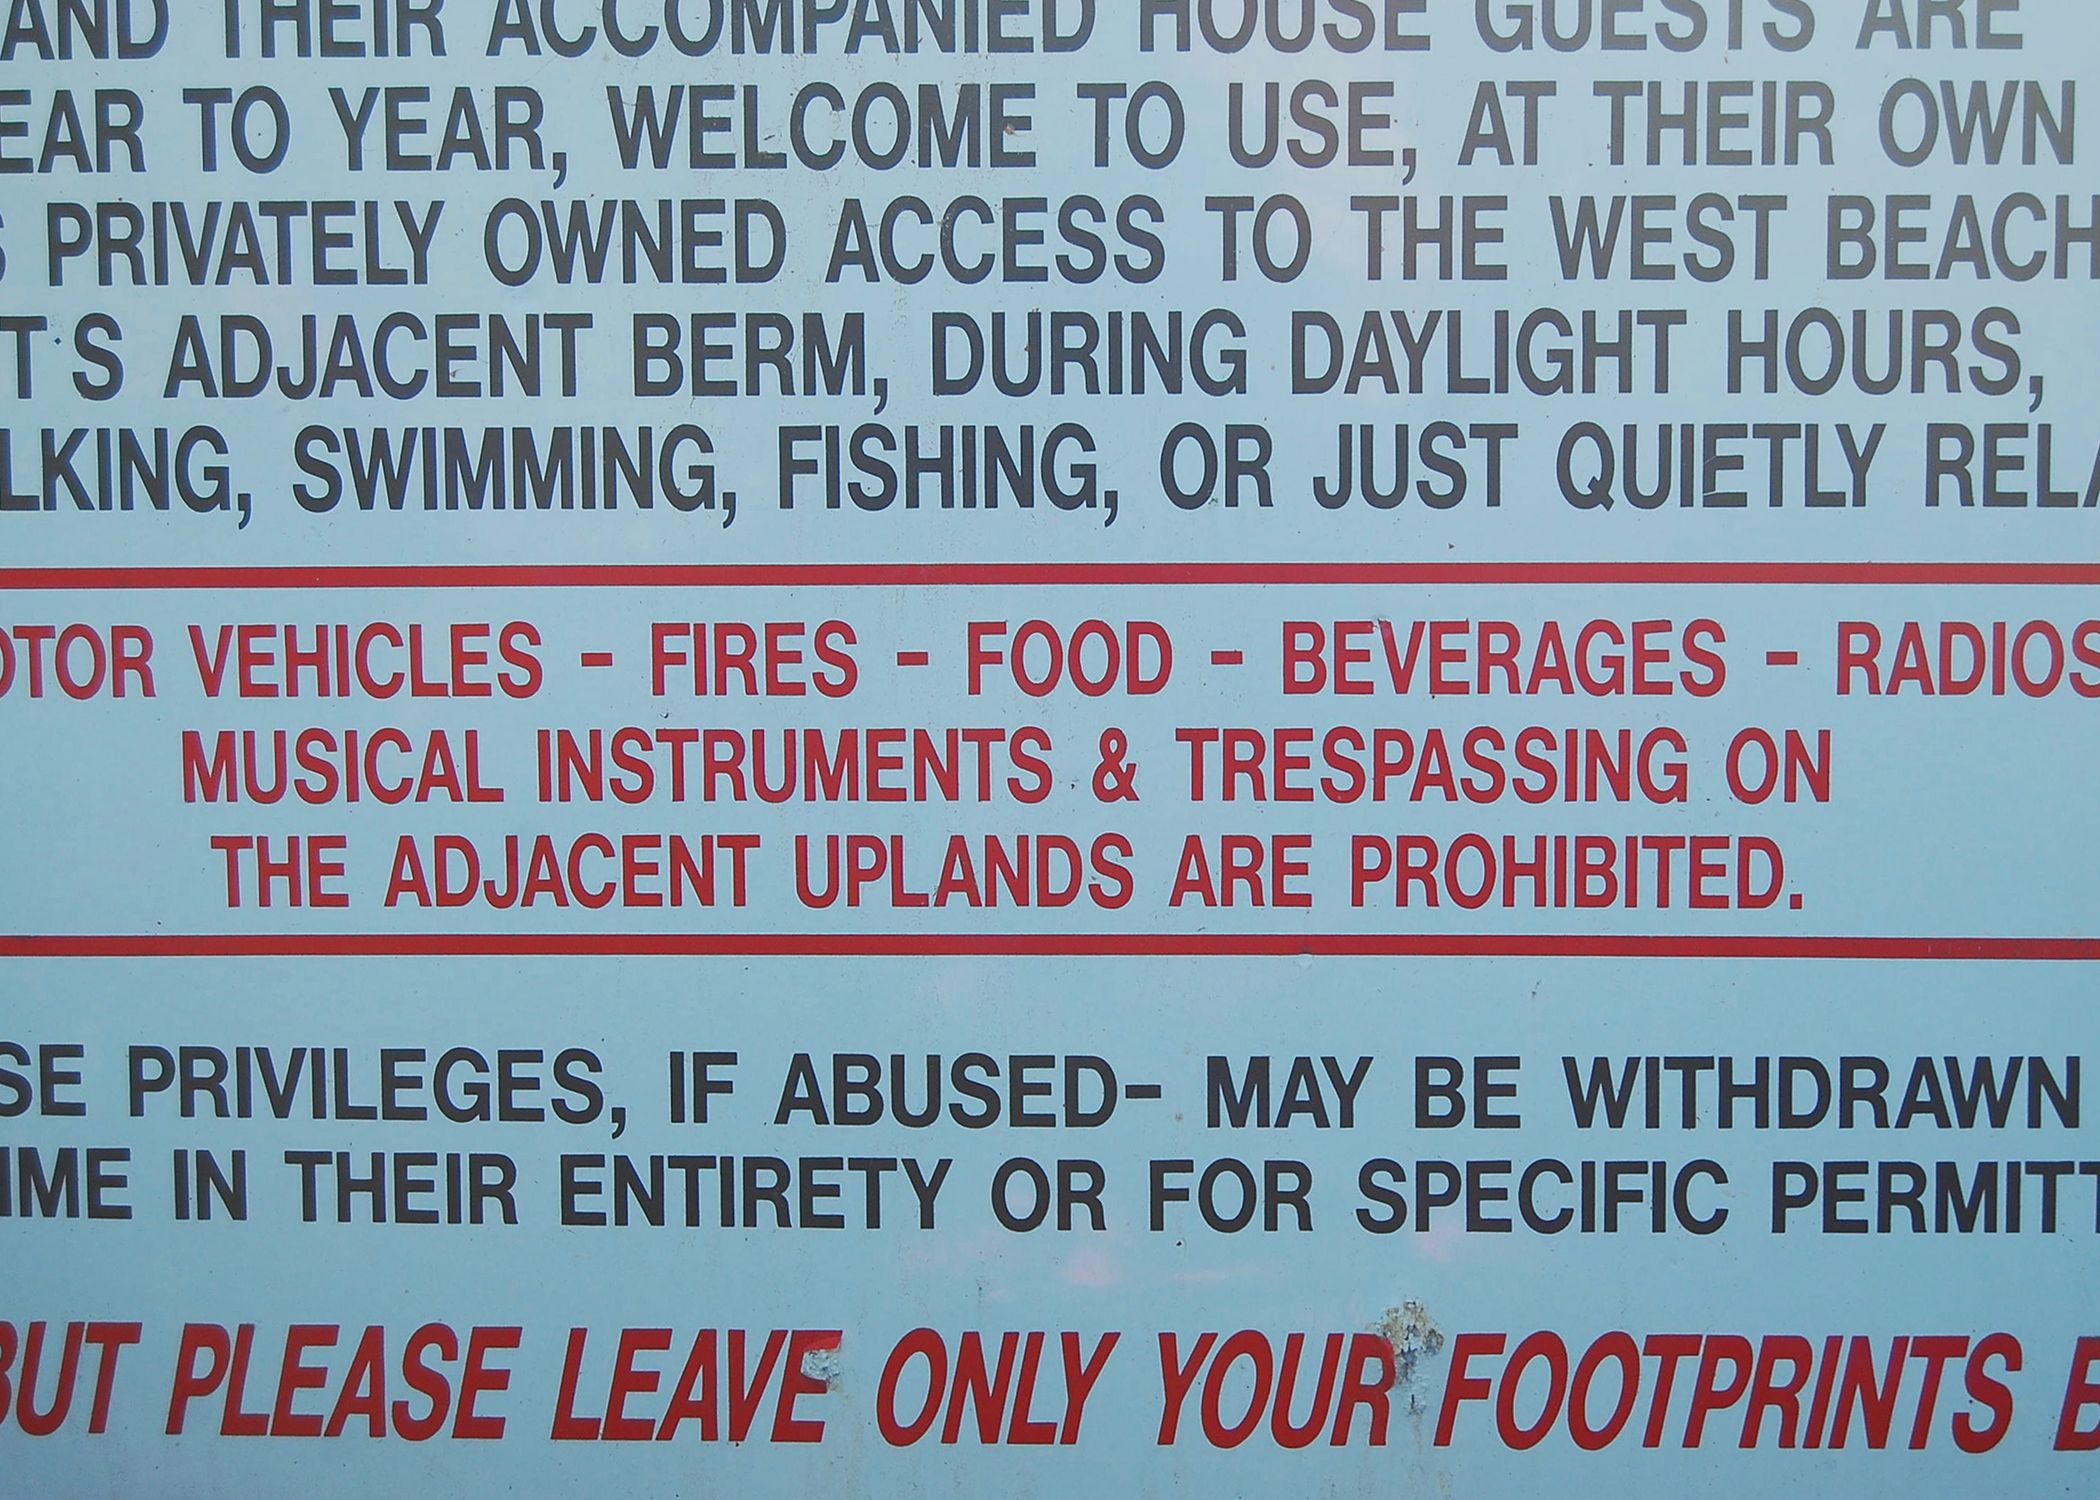 AND THEIR ACCOMPANIED HOUSE GUESTS ARE
EAR TO YEAR, WELCOME TO USE, AT THEIR OWN
S PRIVATELY OWNED ACCESS TO THE WEST BEACH
T'S ADJACENT BERM, DURING DAYLIGHT HOURS,
LKING, SWIMMING, FISHING, OR JUST QUIETLY RELA
OTOR VEHICLES - FIRES - FOOD - BEVERAGES - RADIOS
MUSICAL INSTRUMENTS & TRESPASSING ON
THE ADJACENT UPLANDS ARE PROHIBITED.
SE PRIVILEGES, IF ABUSED- MAY BE WITHDRAWN
IME IN THEIR ENTIRETY OR FOR SPECIFIC PERMITT
BUT PLEASE LEAVE ONLY YOUR FOOTPRINTS B